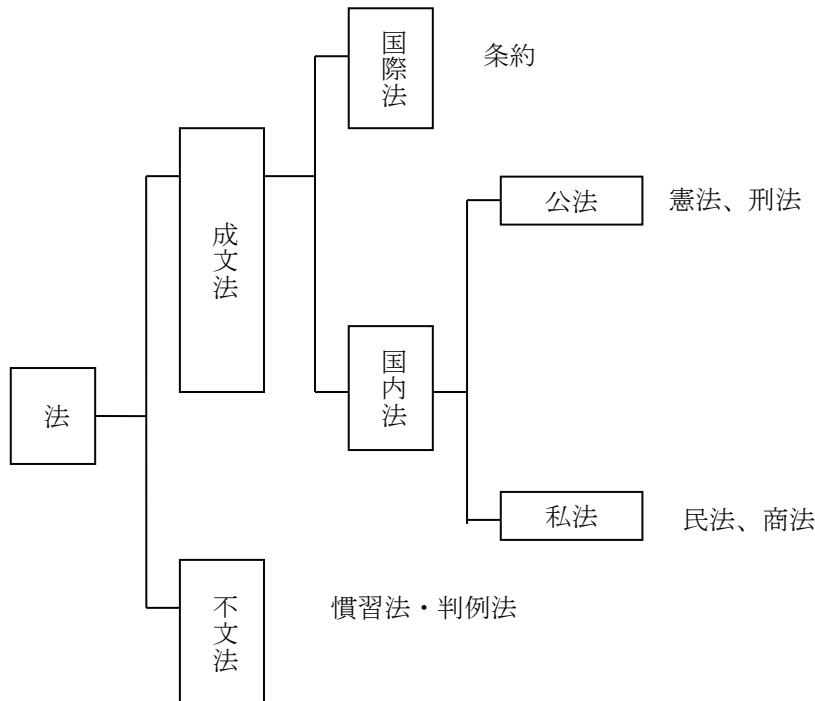 国際法
条約
成文法
公法
憲法、刑法
国内法
法
私法
民法、商法
不文法
慣習法・判例法